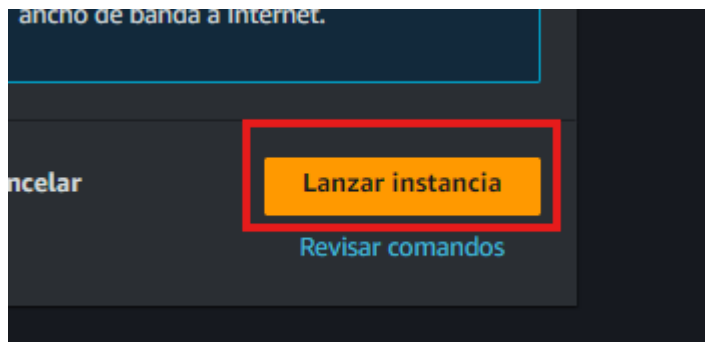 ancho de banda a Internet.
ncelar
Lanzar instancia
Revisar comandos